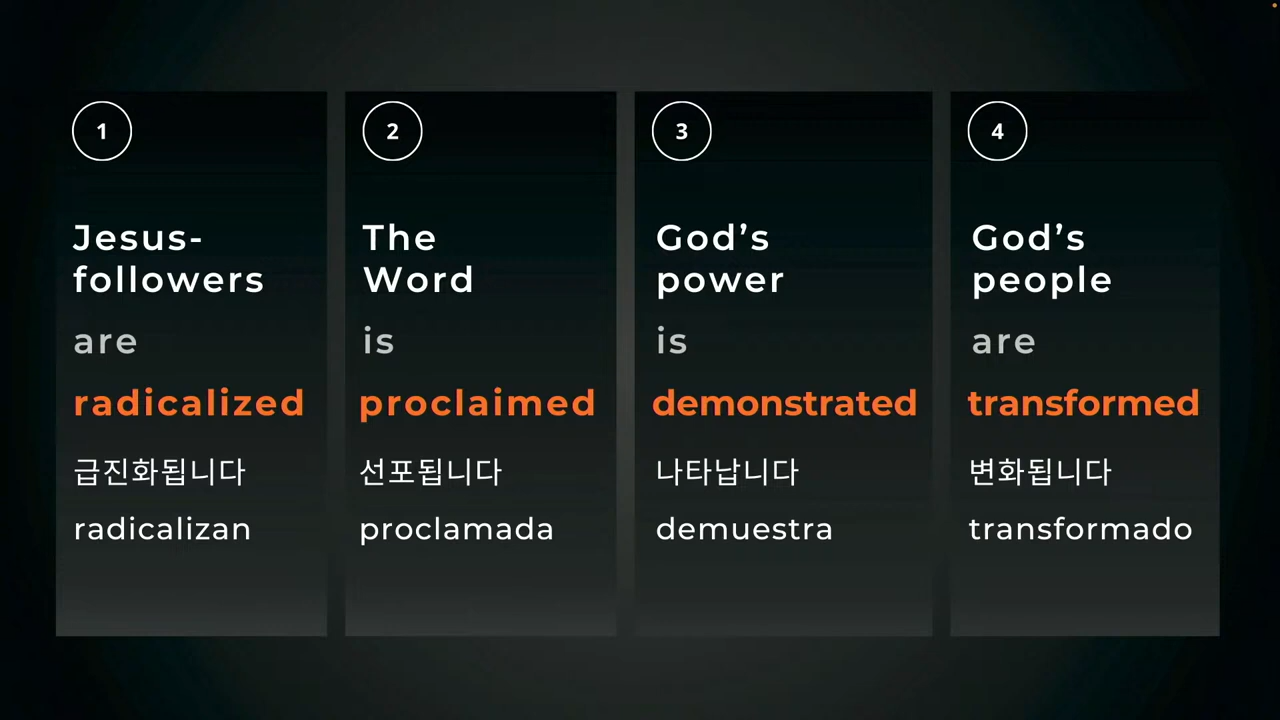 1
Jesus-
followers
are
radicalized
급진화됩니다
radicalizan
2
The
Word
is
proclaimed
선포됩니다
proclamada
3
God’s
power
is
demonstrated
나타납니다
demuestra
4
God’s
people
are
transformed
변화됩니다
transformado